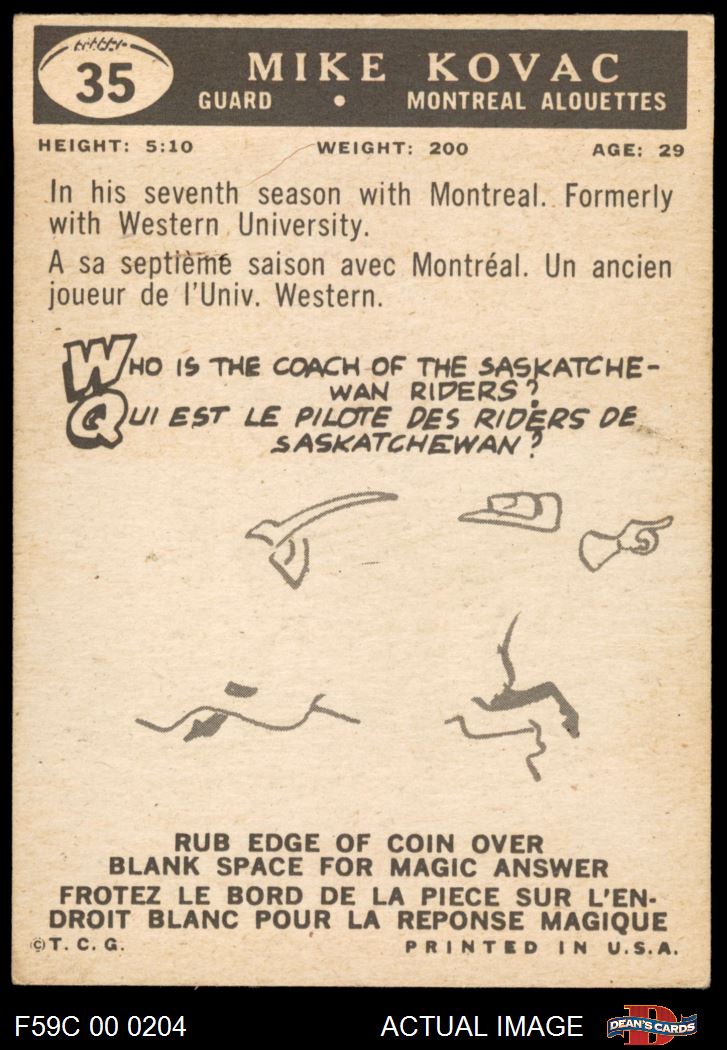 35
MIKE KOVAC
GUARD • MONTREAL ALOUETTES
HEIGHT: 5:10 WEIGHT: 200 AGE: 29
In his seventh season with Montreal. Formerly
with Western University.
A sa septième saison avec Montréal. Un ancien
joueur de l'Univ. Western.
WHO IS THE COACH OF THE SASKATCHE-
WAN RIDERS?
QUI EST LE PILOTE DES RIDERS DE
SASKATCHEWAN?
RUB EDGE OF COIN OVER
BLANK SPACE FOR MAGIC ANSWER
FROTEZ LE BORD DE LA PIECE SUR L'EN-
DROIT BLANC POUR LA REPONSE MAGIQUE
©T. C. G. PRINTED IN U.S.A.
F59C 00 0204 ACTUAL IMAGE DEAN'S CARDS